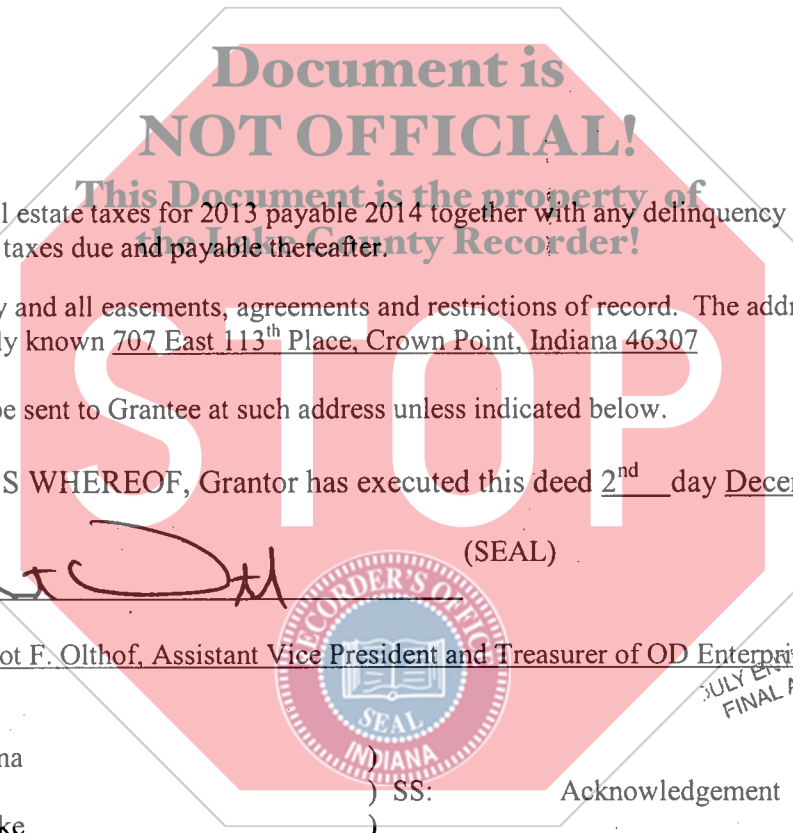 Document is
NOT OFFICIAL!
This Document is the property of
l estate taxes for 2013 payable 2014 together with any delinquency
the Lake County Recorder!
taxes due and payable thereafter.
y and all easements, agreements and restrictions of record. The addr
ly known 707 East 113th Place, Crown Point, Indiana 46307
STOP
be sent to Grantee at such address unless indicated below.
S WHEREOF, Grantor has executed this deed 2nd day Decem
(SEAL)
RECORDER'S OFFICE
ot F. Olthof, Assistant Vice President and Treasurer of OD Enterpri
DULY ENT
FINAL A
SEAL
INDIANA
na )
) SS: Acknowledgement
ke )